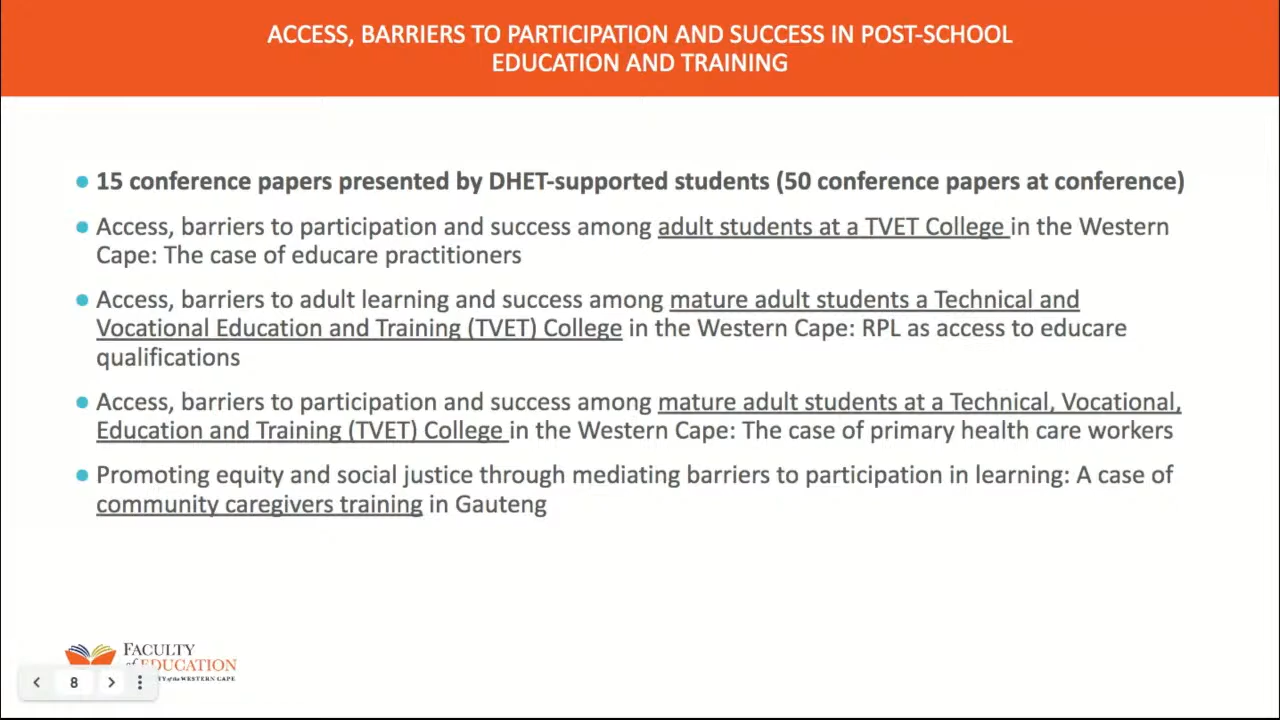 ACCESS, BARRIERS TO PARTICIPATION AND SUCCESS IN POST-SCHOOL
EDUCATION AND TRAINING
15 conference papers presented by DHET-supported students (50 conference papers at conference)
Access, barriers to participation and success among adult students at a TVET College in the Western
Cape: The case of educare practitioners
Access, barriers to adult learning and success among mature adult students a Technical and
Vocational Education and Training (TVET) College in the Western Cape: RPL as access to educare
qualifications
Access, barriers to participation and success among mature adult students at a Technical, Vocational,
Education and Training (TVET) College in the Western Cape: The case of primary health care workers
Promoting equity and social justice through mediating barriers to participation in learning: A case of
community caregivers training in Gauteng
FACULTY
of EDUCATION
of the WESTERN CAPE
8